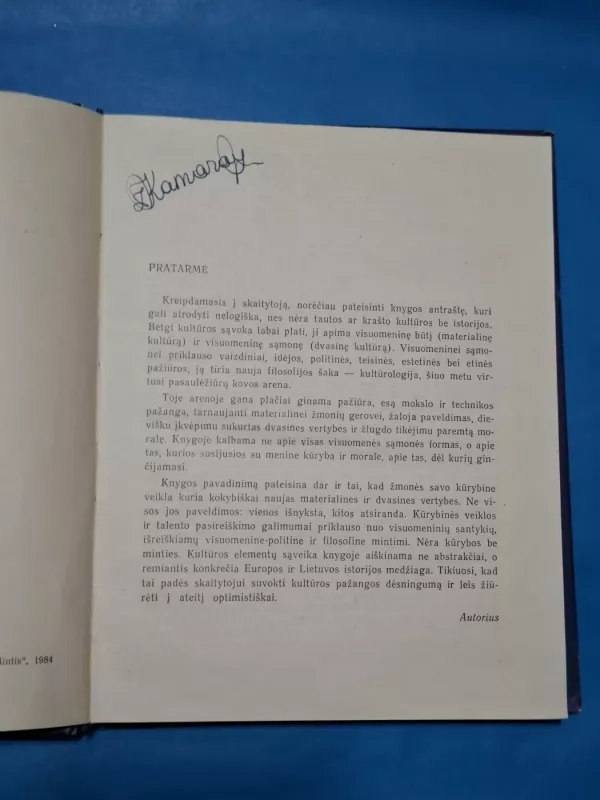 PRATARMĖ
Kreipdamasis į skaitytoją, norėčiau pateisinti knygos antraštę, kuri
gali atrodyti nelogiška, nes nėra tautos ar krašto kultūros be istorijos.
Betgi kultūros sąvoka labai plati, ji apima visuomeninę būtį (materialinę
kultūrą) ir visuomeninę sąmonę (dvasinę kultūrą). Visuomeninei sąmo-
nei priklauso vaizdiniai, idėjos, politinės, teisinės, estetinės bei etinės
pažiūros, ją tiria nauja filosofijos šaka — kultūrologija, šiuo metu vir-
tusi pasaulėžiūrų kovos arena.
Toje arenoje gana plačiai ginama pažiūra, esą mokslo ir technikos
pažanga, tarnaujanti materialinei žmonių gerovei, žaloja paveldimas, die-
višku įkvėpimu sukurtas dvasines vertybes ir žlugdo tikėjimu paremtą mo-
ralę. Knygoje kalbama ne apie visas visuomenės sąmonės formas, o apie
tas, kurios susijusios su menine kūryba ir morale, apie tas, dėl kurių gin-
čijamasi.
Knygos pavadinimą pateisina dar ir tai, kad žmonės savo kūrybine
veikla kuria kokybiškai naujas materialines ir dvasines vertybes. Ne vi-
sos jos paveldimos: vienos išnyksta, kitos atsiranda. Kūrybinės veiklos
ir talento pasireiškimo galimumai priklauso nuo visuomeninių santykių,
išreiškiamų visuomenine-politine ir filosofine mintimi. Nėra kūrybos be
minties. Kultūros elementų sąveika knygoje aiškinama ne abstrakčiai, o
remiantis konkrečia Europos ir Lietuvos istorijos medžiaga. Tikiuosi, kad
tai padės skaitytojui suvokti kultūros pažangos dėsningumą ir leis žiū-
rėti į ateitį optimistiškai.
Autorius
intis“, 1984